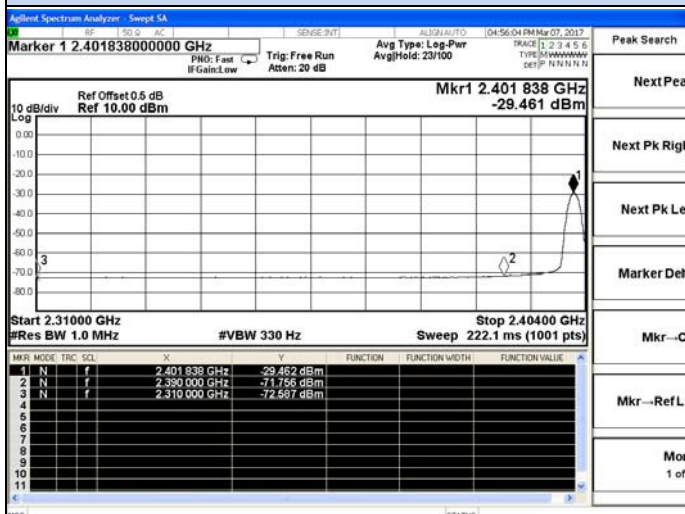 Agilent Spectrum Analyzer - Swept SA
RF 50 Ω AC SENSE:INT ALIGN AUTO 04:56:04 PM Mar 07, 2017
Marker 1 2.401838000000 GHz
PNO: Fast
IFGain:Low
Trig: Free Run
Atten: 20 dB
Avg Type: Log-Pwr
Avg|Hold: 23/100
TRACE 1 2 3 4 5 6
TYPE MWWWWW
DET P NNNNN
Peak Search
Mkr1 2.401 838 GHz
-29.461 dBm
Ref Offset 0.5 dB
Ref 10.00 dBm
10 dB/div
Log
0.00
-10.0
-20.0
-30.0
-40.0
-50.0
-60.0
-70.0
-80.0
1
2
3
Start 2.31000 GHz
Stop 2.40400 GHz
#Res BW 1.0 MHz
#VBW 330 Hz
Sweep 222.1 ms (1001 pts)
MKR MODE TRC SCL X Y FUNCTION FUNCTION WIDTH FUNCTION VALUE
1 N f 2.401 838 GHz -29.462 dBm
2 N f 2.390 000 GHz -71.756 dBm
3 N f 2.310 000 GHz -72.587 dBm
4
5
6
7
8
9
10
11
Next Pea
Next Pk Rig
Next Pk Le
Marker Del
Mkr→C
Mkr→Ref L
Mor
1 of